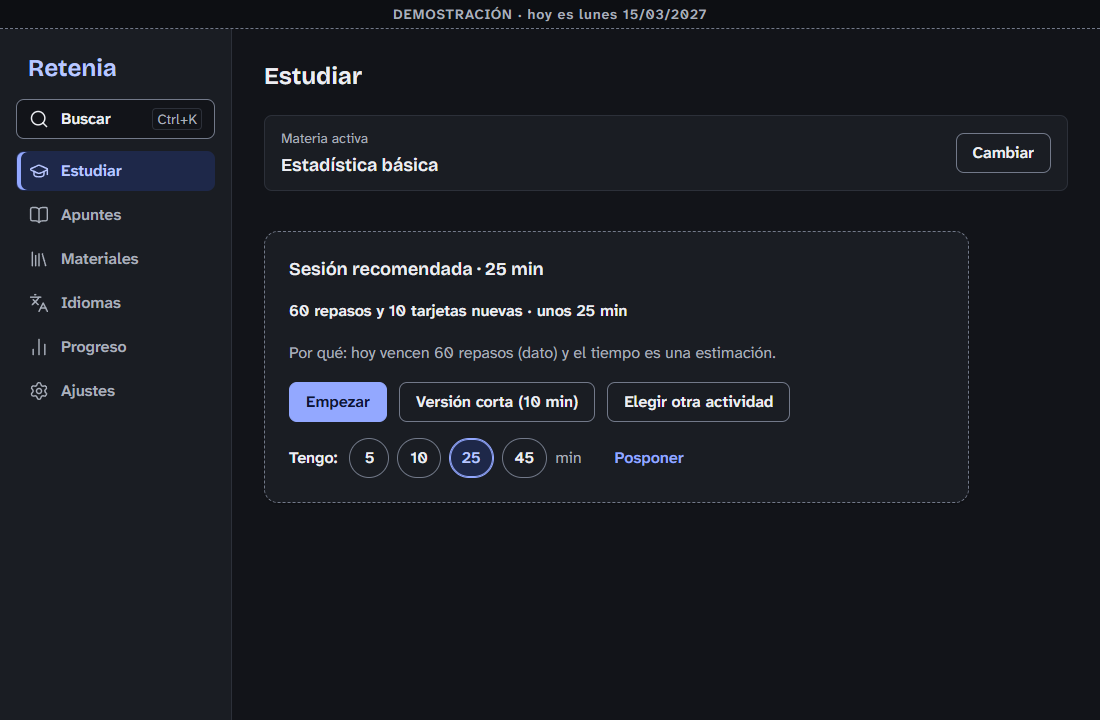 DEMOSTRACIÓN · hoy es lunes 15/03/2027
Retenia
Buscar Ctrl+K
Estudiar
Apuntes
Materiales
Idiomas
Progreso
Ajustes
Estudiar
Materia activa
Estadística básica
Cambiar
Sesión recomendada · 25 min
60 repasos y 10 tarjetas nuevas · unos 25 min
Por qué: hoy vencen 60 repasos (dato) y el tiempo es una estimación.
Empezar Versión corta (10 min) Elegir otra actividad
Tengo: 5 10 25 45 min Posponer